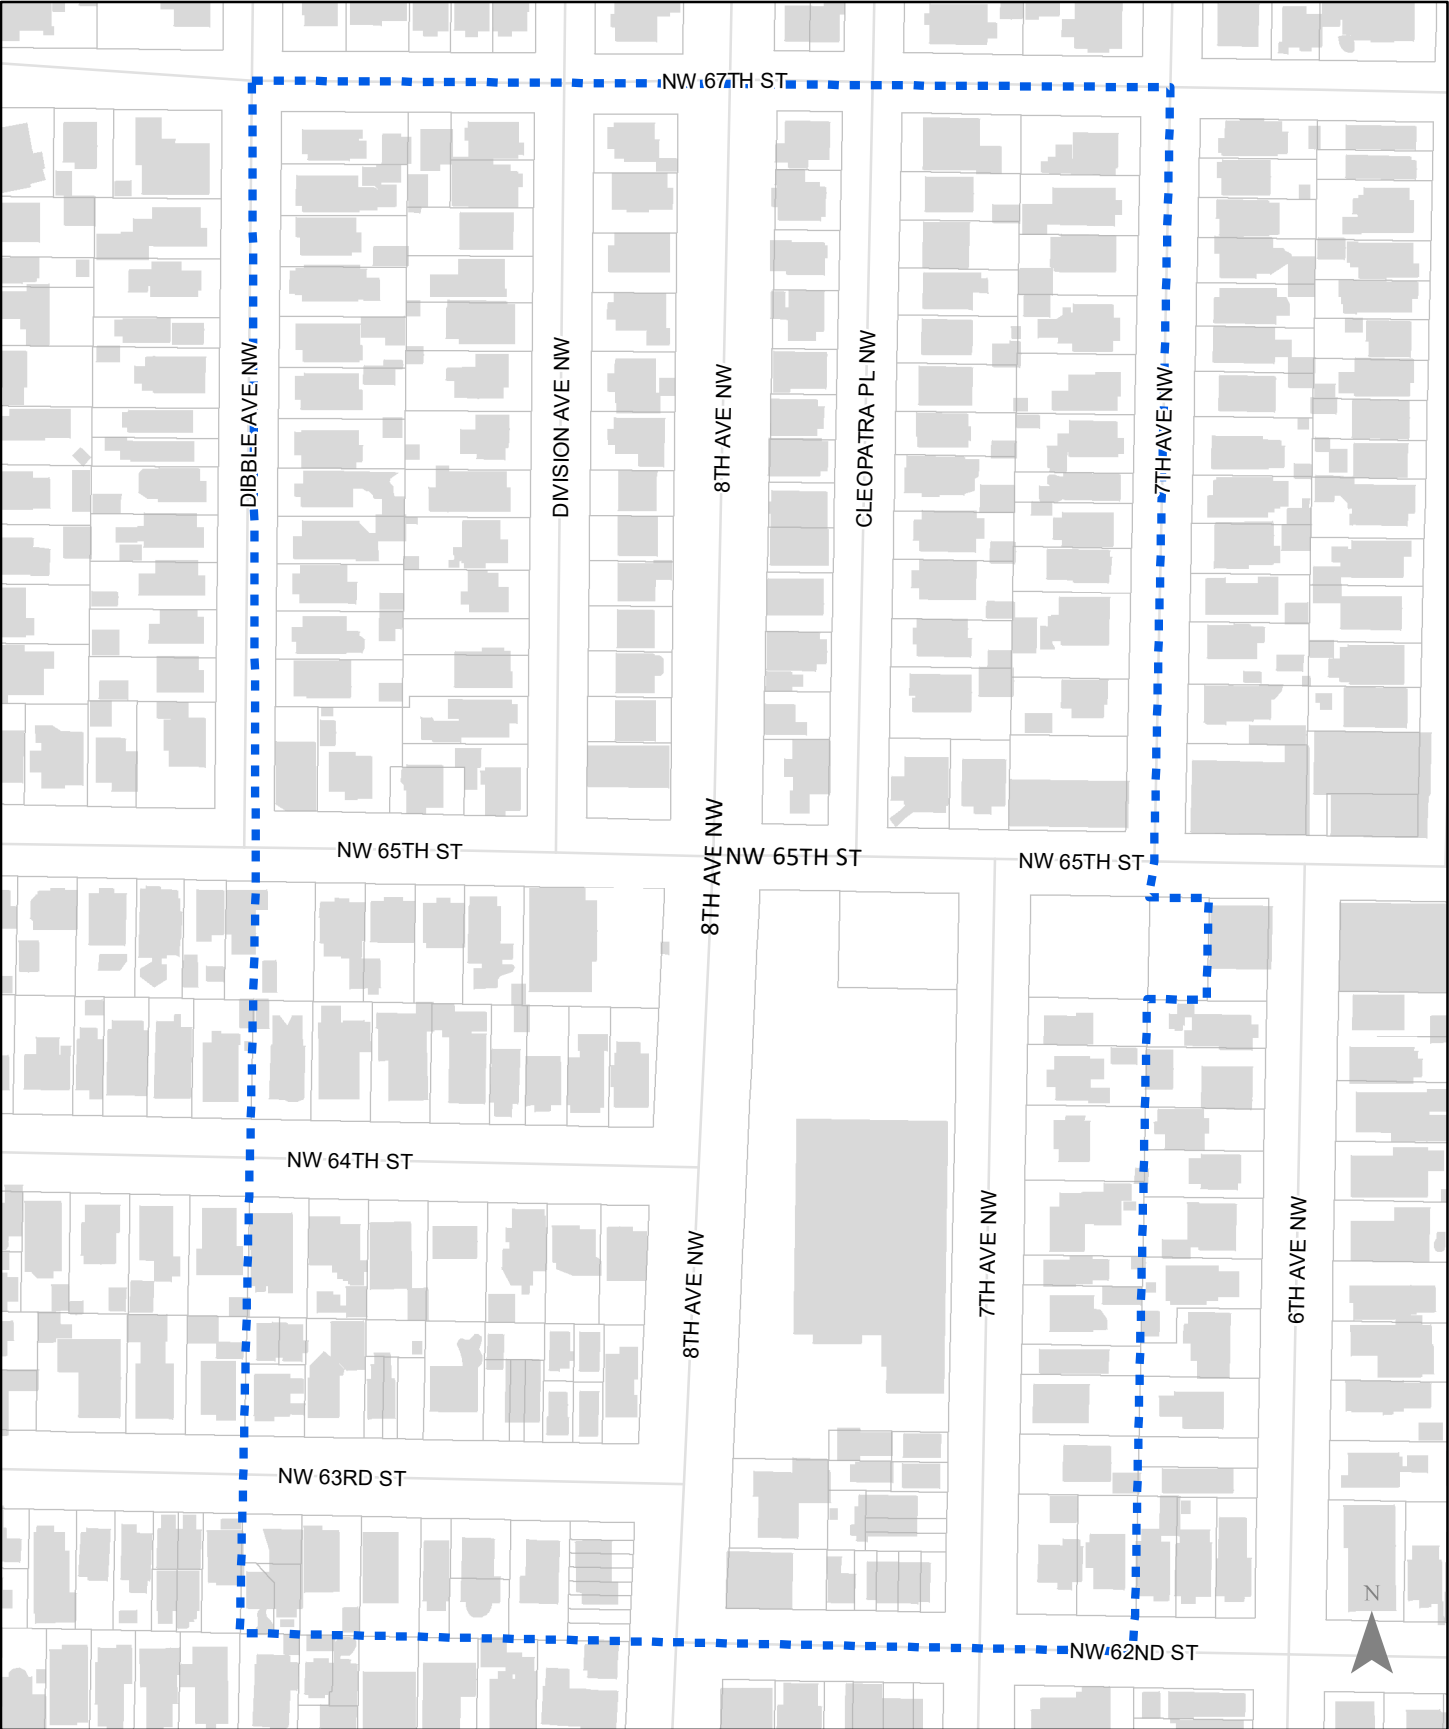 NW 67TH ST
DIBBLE AVE NW
DIVISION AVE NW
8TH AVE NW
CLEOPATRA PL NW
7TH AVE NW
NW 65TH ST
8TH AVE NW
NW 65TH ST
NW 65TH ST
NW 64TH ST
8TH AVE NW
7TH AVE NW
6TH AVE NW
NW 63RD ST
N
NW 62ND ST